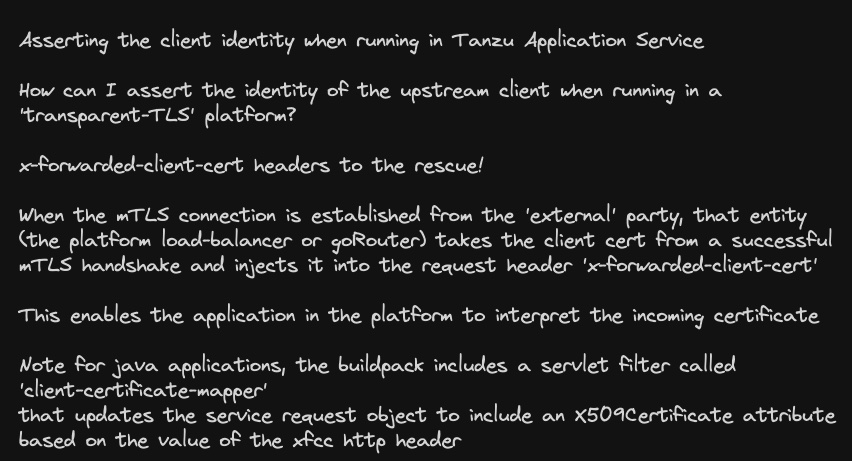 Asserting the client identity when running in Tanzu Application Service
How can I assert the identity of the upstream client when running in a
'transparent-TLS' platform?
x-forwarded-client-cert headers to the rescue!
When the mTLS connection is established from the 'external' party, that entity
(the platform load-balancer or goRouter) takes the client cert from a successful
mTLS handshake and injects it into the request header 'x-forwarded-client-cert'
This enables the application in the platform to interpret the incoming certificate
Note for java applications, the buildpack includes a servlet filter called
'client-certificate-mapper'
that updates the service request object to include an X509Certificate attribute
based on the value of the xfcc http header